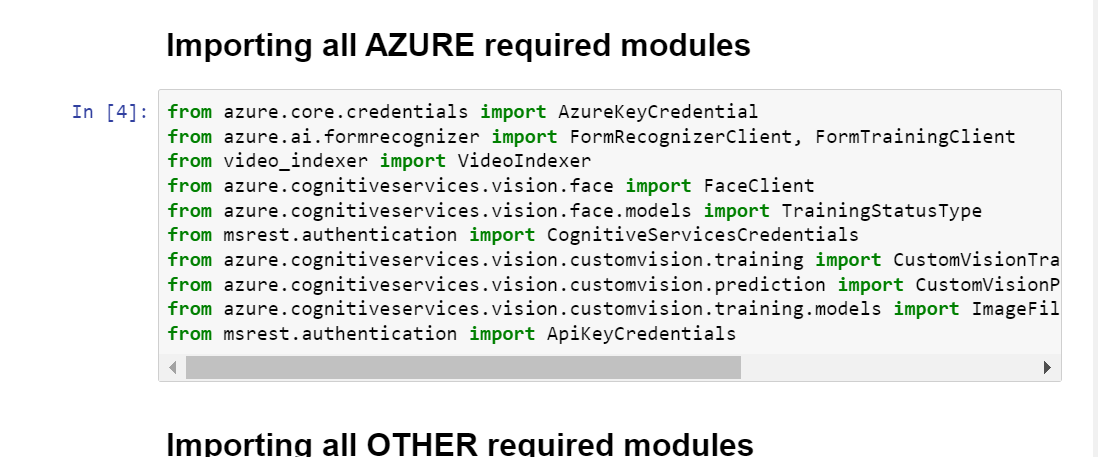 Importing all AZURE required modules
In [4]:
from azure.core.credentials import AzureKeyCredential
from azure.ai.formrecognizer import FormRecognizerClient, FormTrainingClient
from video_indexer import VideoIndexer
from azure.cognitiveservices.vision.face import FaceClient
from azure.cognitiveservices.vision.face.models import TrainingStatusType
from msrest.authentication import CognitiveServicesCredentials
from azure.cognitiveservices.vision.customvision.training import CustomVisionTra
from azure.cognitiveservices.vision.customvision.prediction import CustomVisionP
from azure.cognitiveservices.vision.customvision.training.models import ImageFil
from msrest.authentication import ApiKeyCredentials
Importing all OTHER required modules